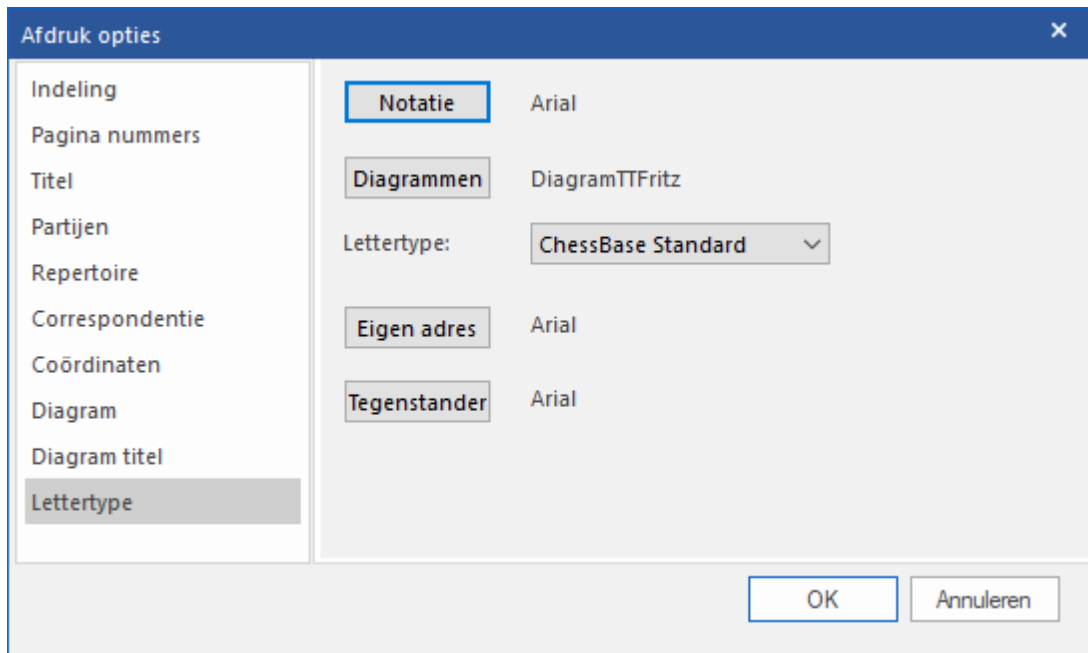 Afdruk opties
Indeling
Pagina nummers
Titel
Partijen
Repertoire
Correspondentie
Coördinaten
Diagram
Diagram titel
Lettertype
Notatie Arial
Diagrammen DiagramTTFritz
Lettertype: ChessBase Standard
Eigen adres Arial
Tegenstander Arial
OK Annuleren